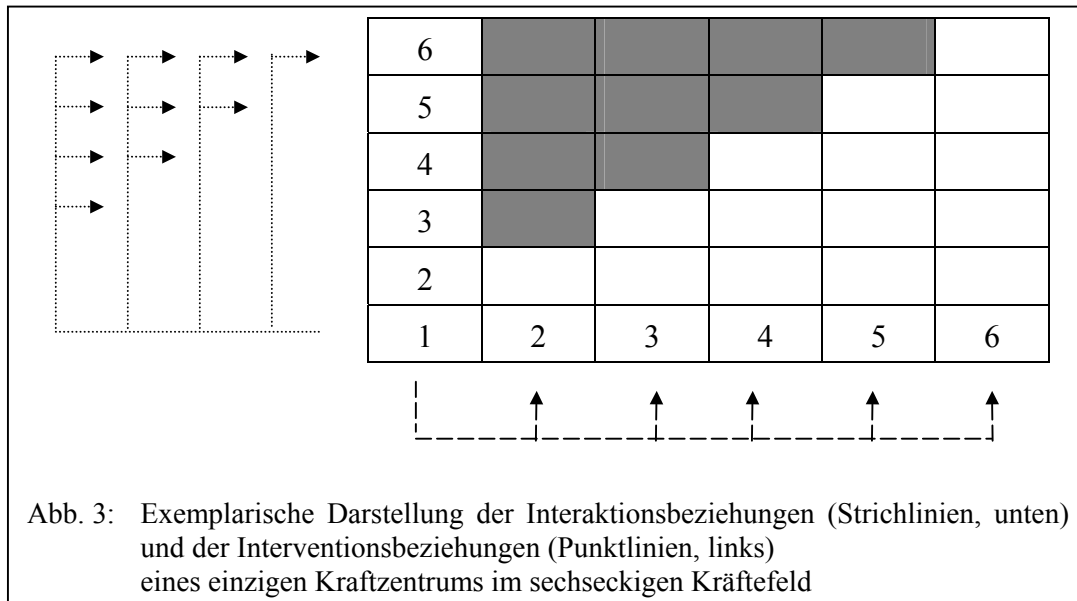 6
5
4
3
2
1 2 3 4 5 6
Abb. 3: Exemplarische Darstellung der Interaktionsbeziehungen (Strichlinien, unten)
und der Interventionsbeziehungen (Punktlinien, links)
eines einzigen Kraftzentrums im sechseckigen Kräftefeld